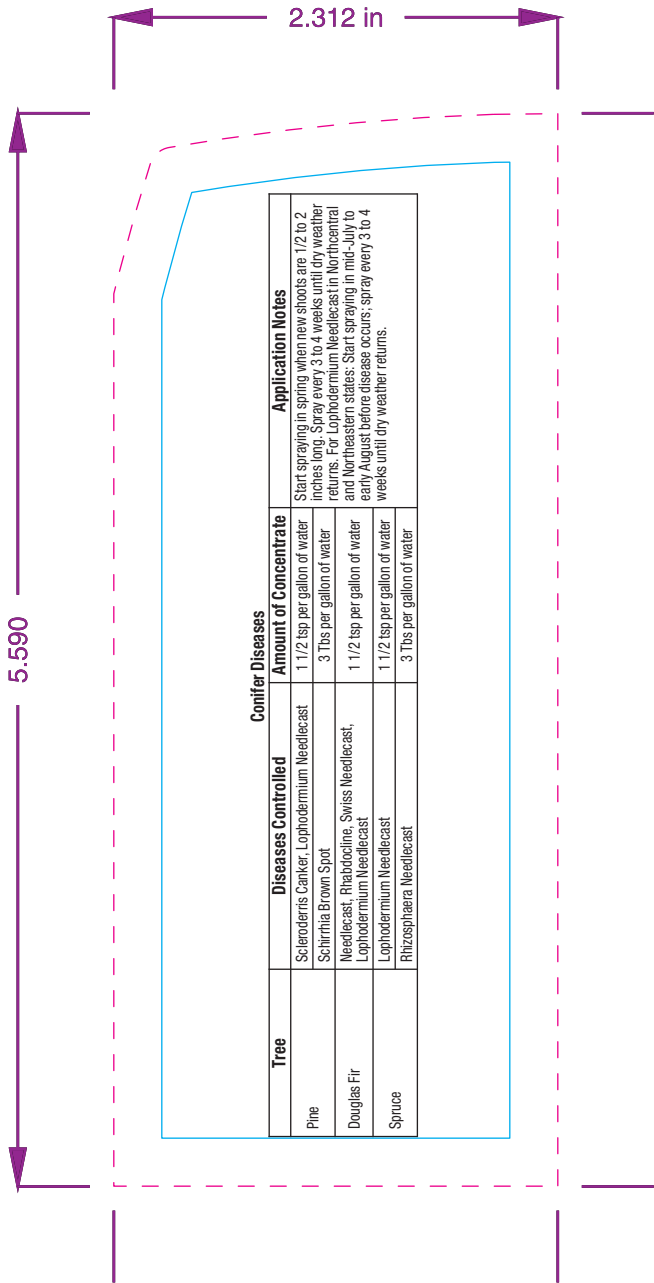 2.312 in
5.590
Conifer Diseases
Tree Diseases Controlled Amount of Concentrate Application Notes
Pine
Scleroderris Canker, Lophodermium Needlecast 1 1/2 tsp per gallon of water
Schirrhia Brown Spot 3 Tbs per gallon of water
Douglas Fir
Needlecast, Rhabdocline, Swiss Needlecast,
Lophodermium Needlecast
1 1/2 tsp per gallon of water
Spruce
Lophodermium Needlecast 1 1/2 tsp per gallon of water
Rhizosphaera Needlecast 3 Tbs per gallon of water
Start spraying in spring when new shoots are 1/2 to 2
inches long. Spray every 3 to 4 weeks until dry weather
returns. For Lophodermium Needlecast in Northcentral
and Northeastern states: Start spraying in mid-July to
early August before disease occurs; spray every 3 to 4
weeks until dry weather returns.